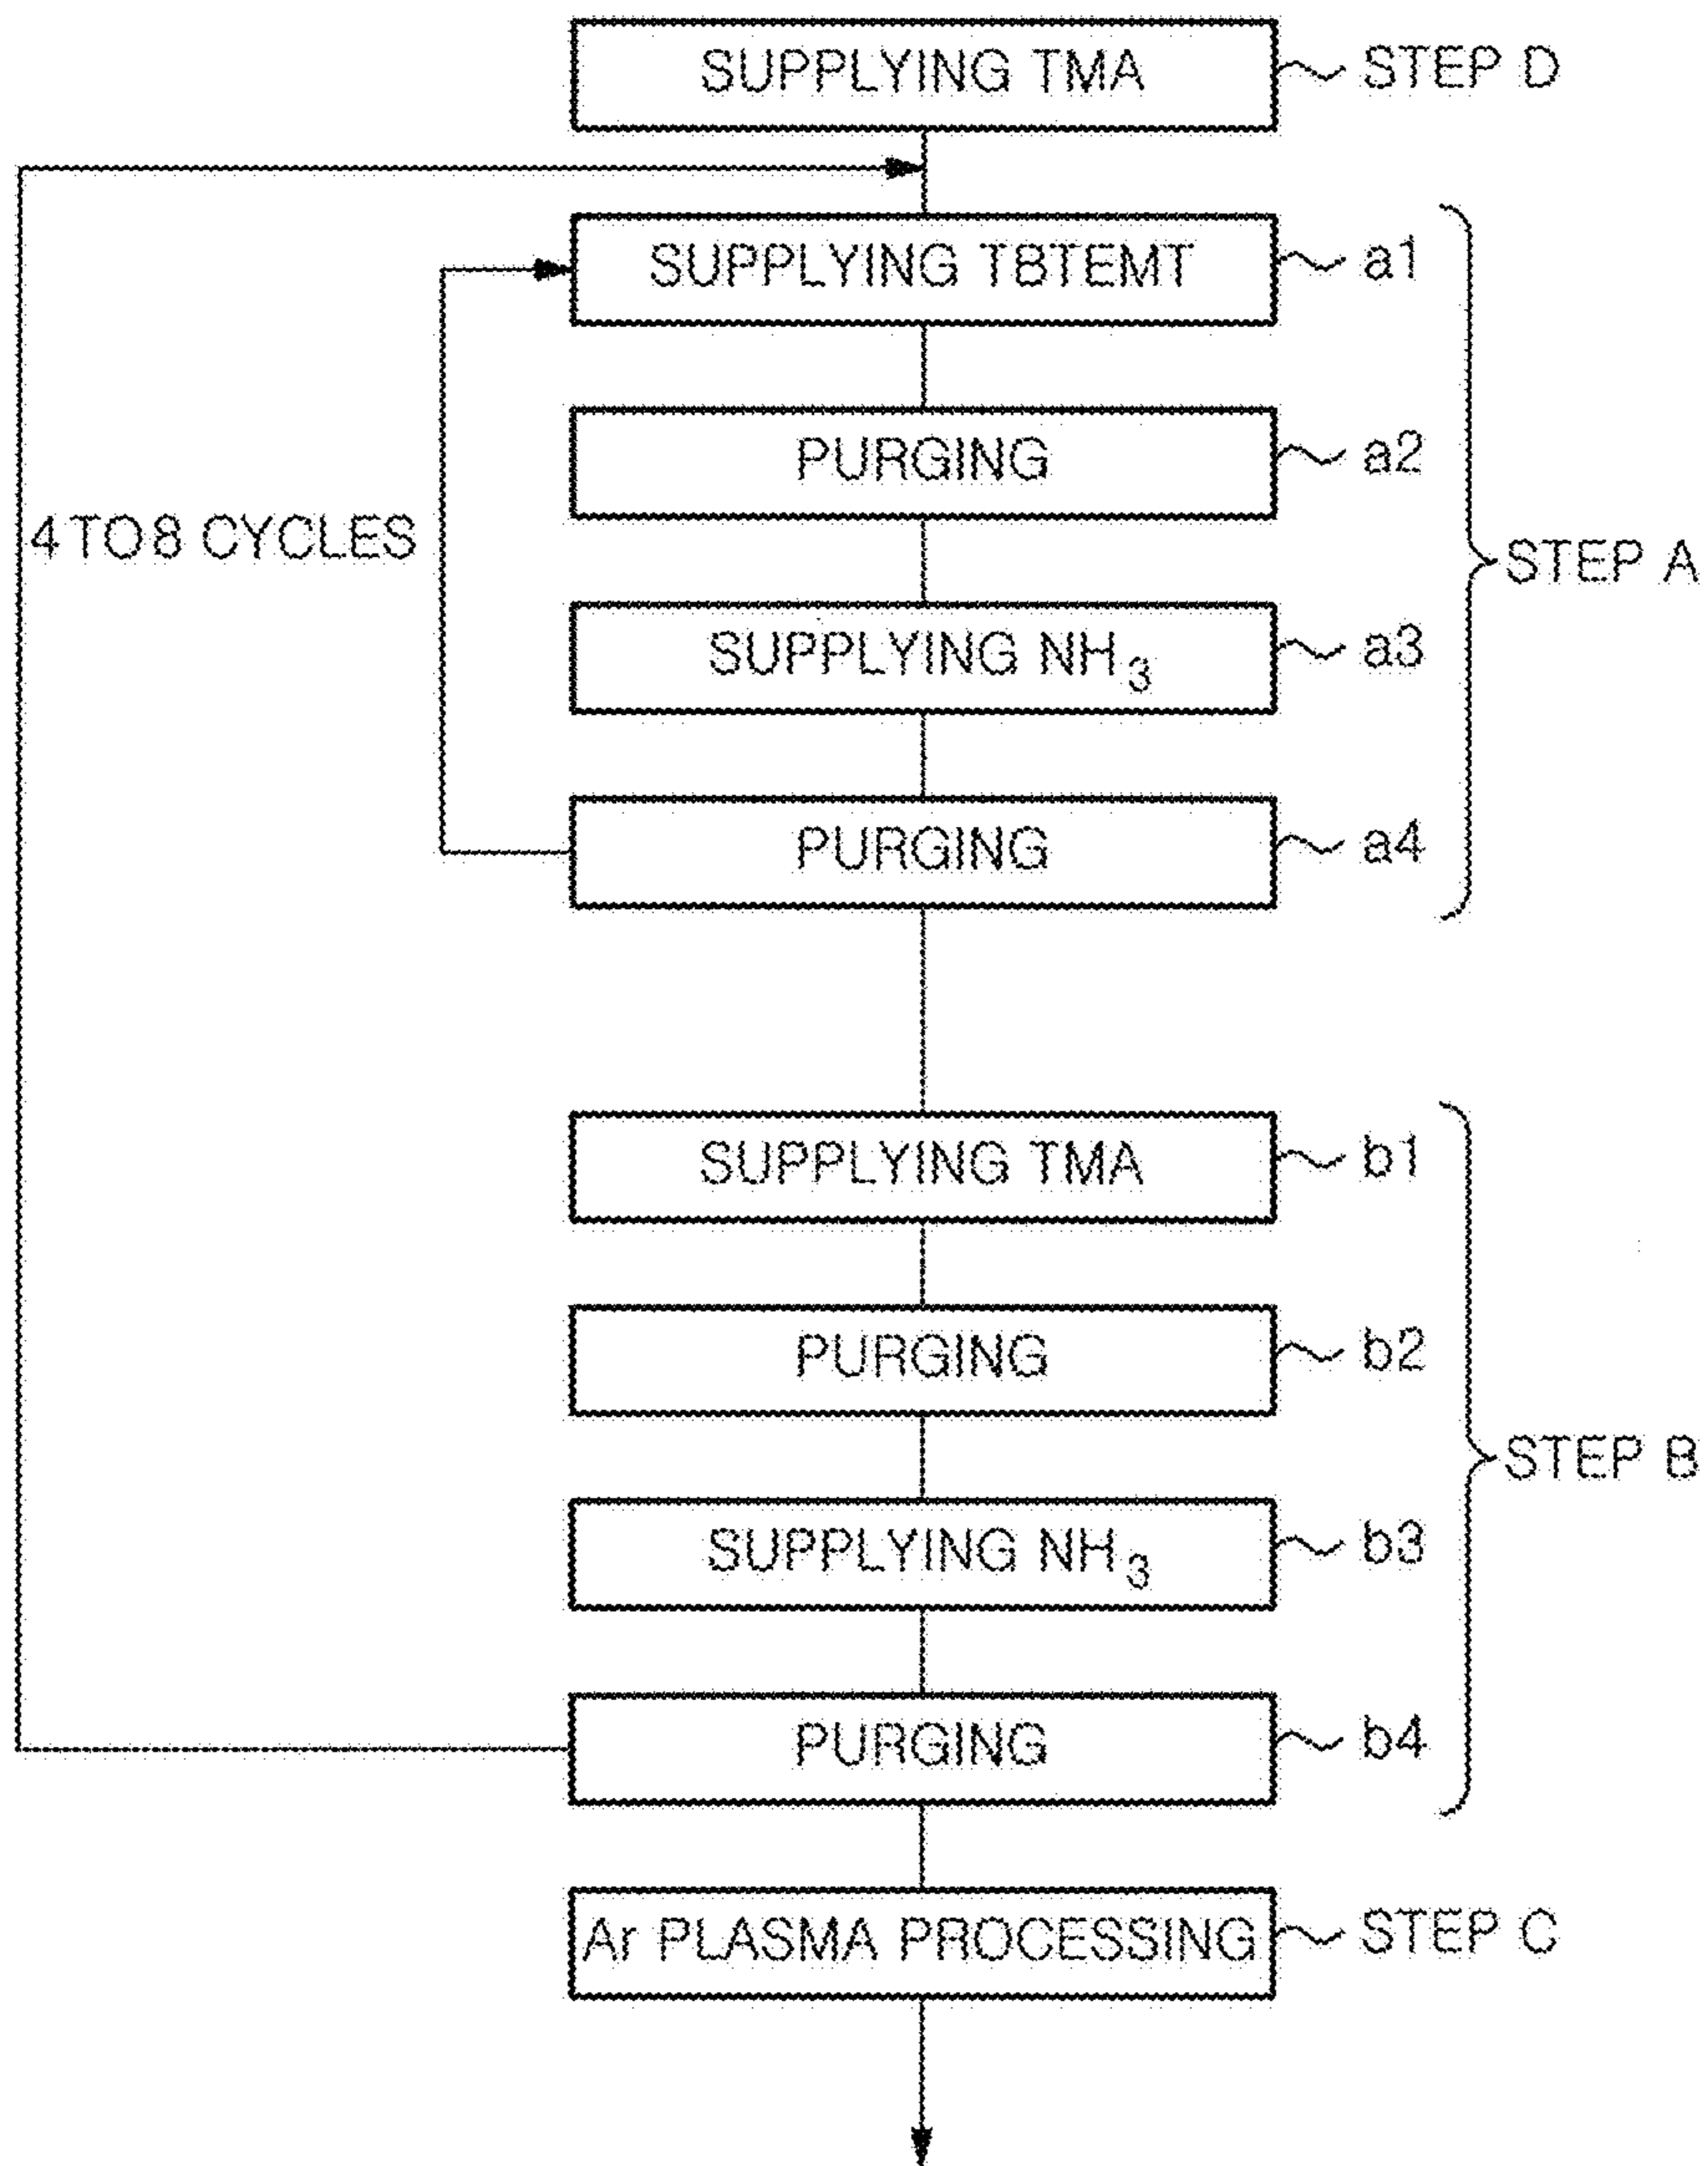 SUPPLYING TMA STEP D
SUPPLYING TBTEMT a1
PURGING a2
4 TO 8 CYCLES
STEP A
SUPPLYING NH₃ a3
PURGING a4
SUPPLYING TMA b1
PURGING b2
STEP B
SUPPLYING NH₃ b3
PURGING b4
Ar PLASMA PROCESSING STEP C